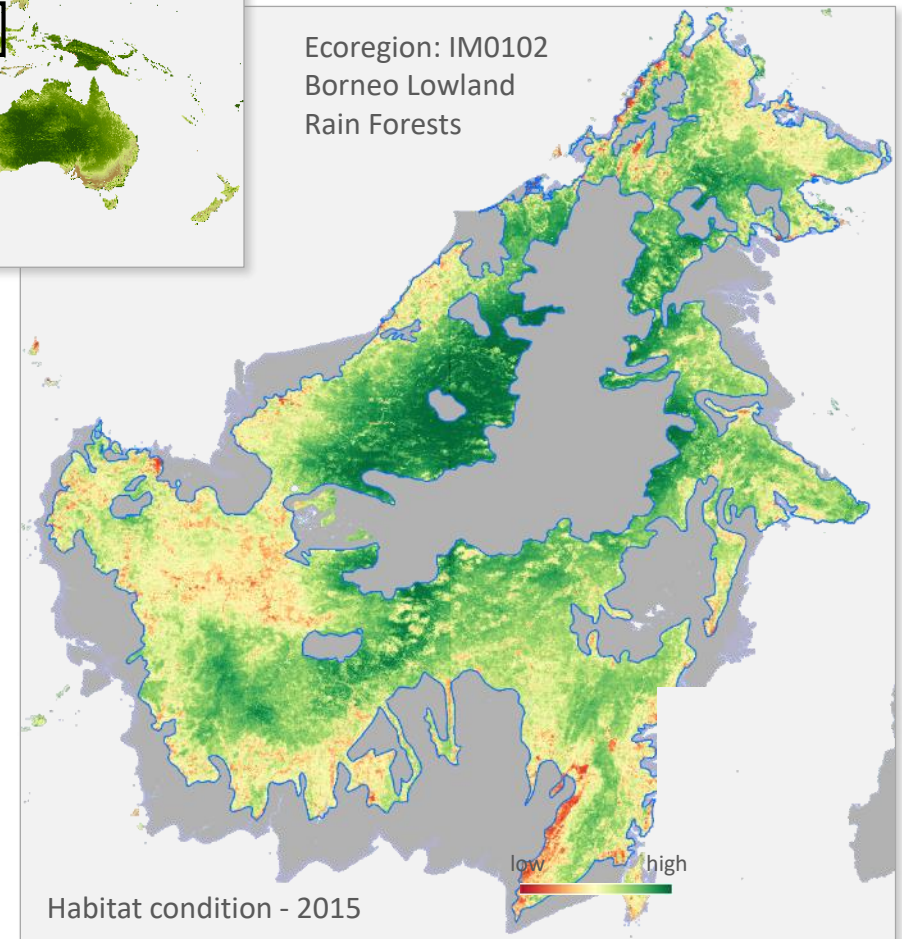 Ecoregion: IM0102
Borneo Lowland
Rain Forests
low high
Habitat condition - 2015